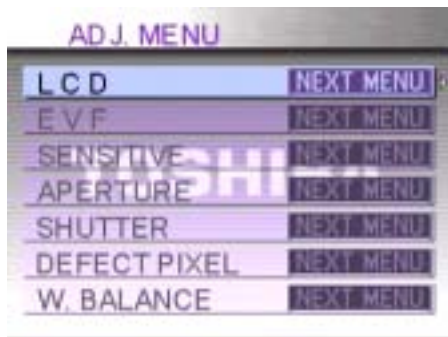 ADJ. MENU
LCD NEXT MENU
EVF NEXT MENU
SENSITIVE NEXT MENU
APERTURE NEXT MENU
SHUTTER NEXT MENU
DEFECT PIXEL NEXT MENU
W. BALANCE NEXT MENU